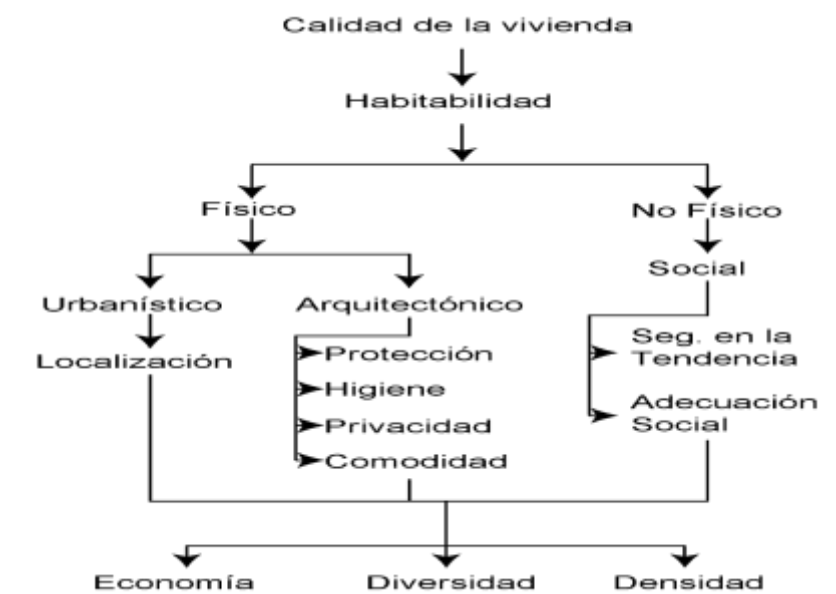 Calidad de la vivienda
Habitabilidad
Físico
No Físico
Social
Urbanístico
Arquitectónico
Localización
Protección
Higiene
Privacidad
Comodidad
Seg. en la
Tendencia
Adecuación
Social
Economía
Diversidad
Densidad